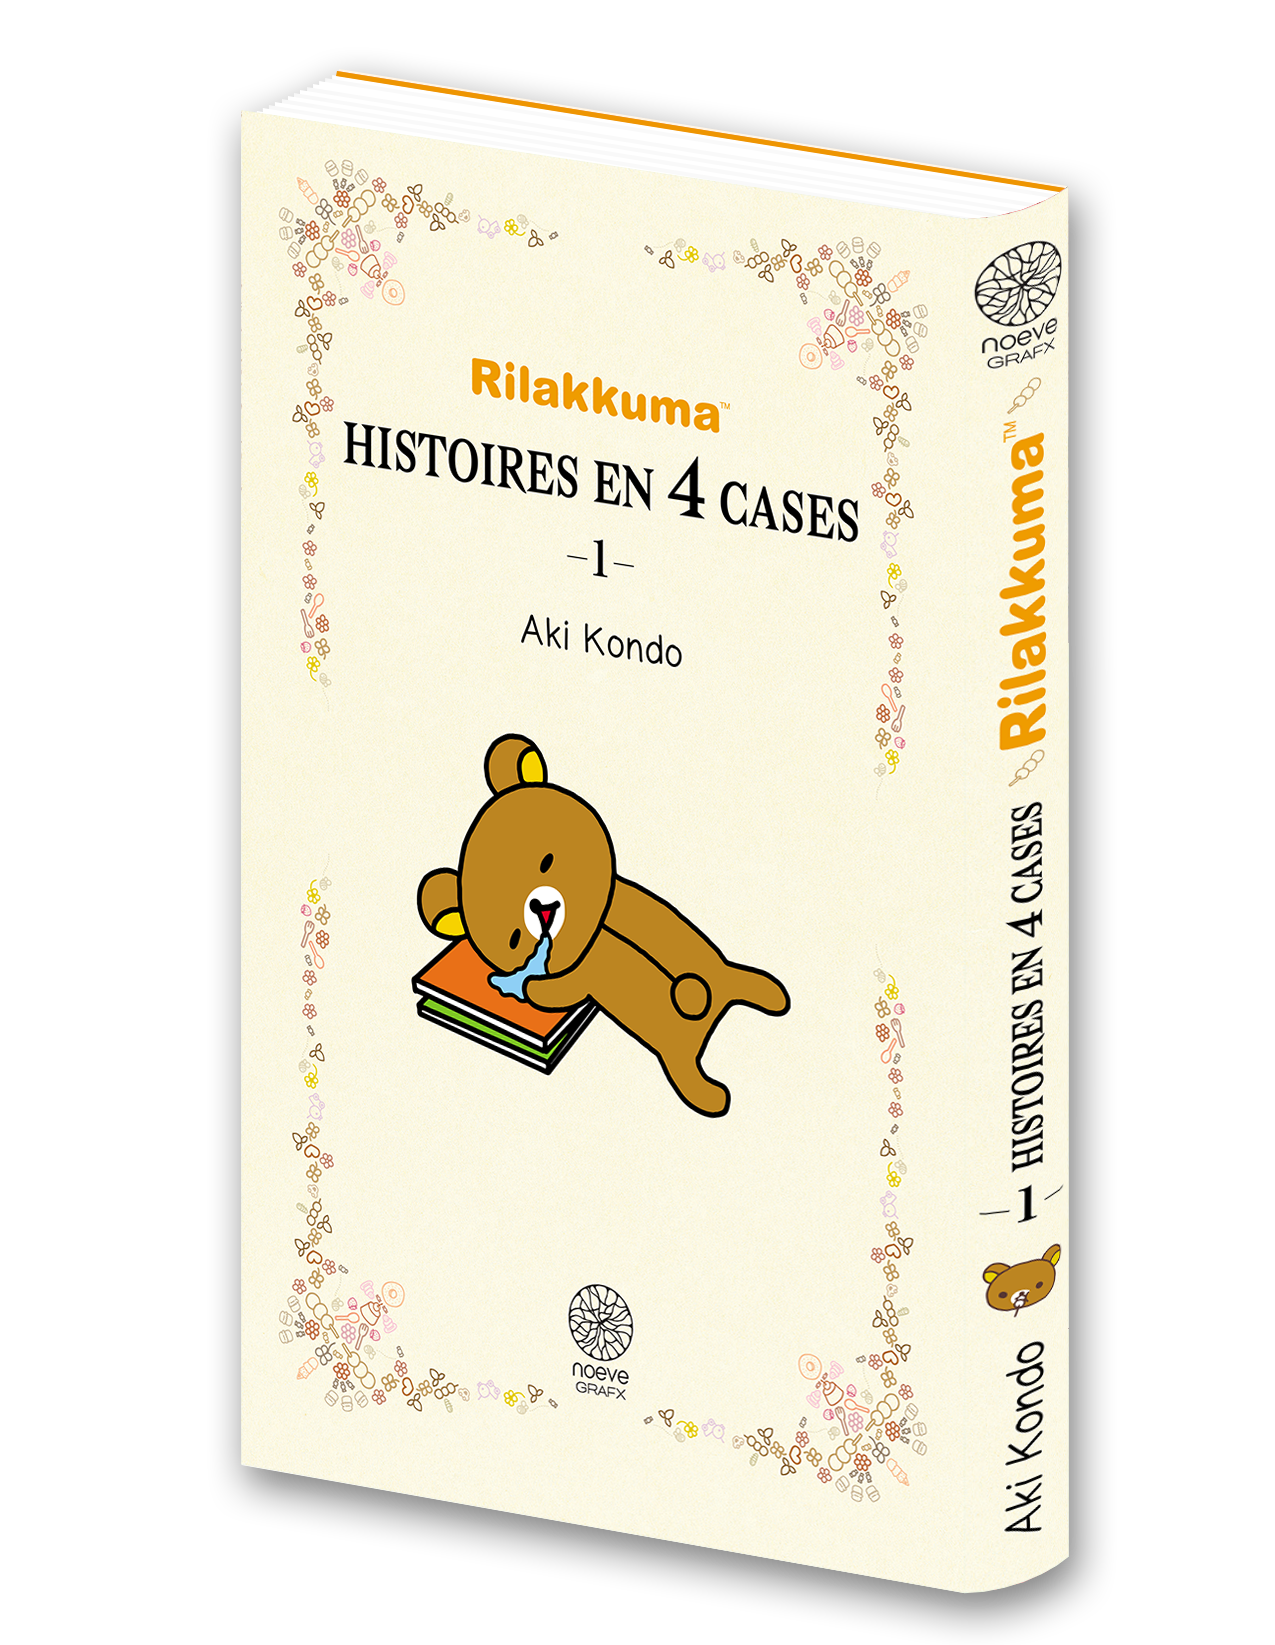 Rilakkuma™
HISTOIRES EN 4 CASES
–1–
Aki Kondo
noeve
GRAFX
noeve
GRAFX
Rilakkuma™
HISTOIRES EN 4 CASES
–1–
Aki Kondo